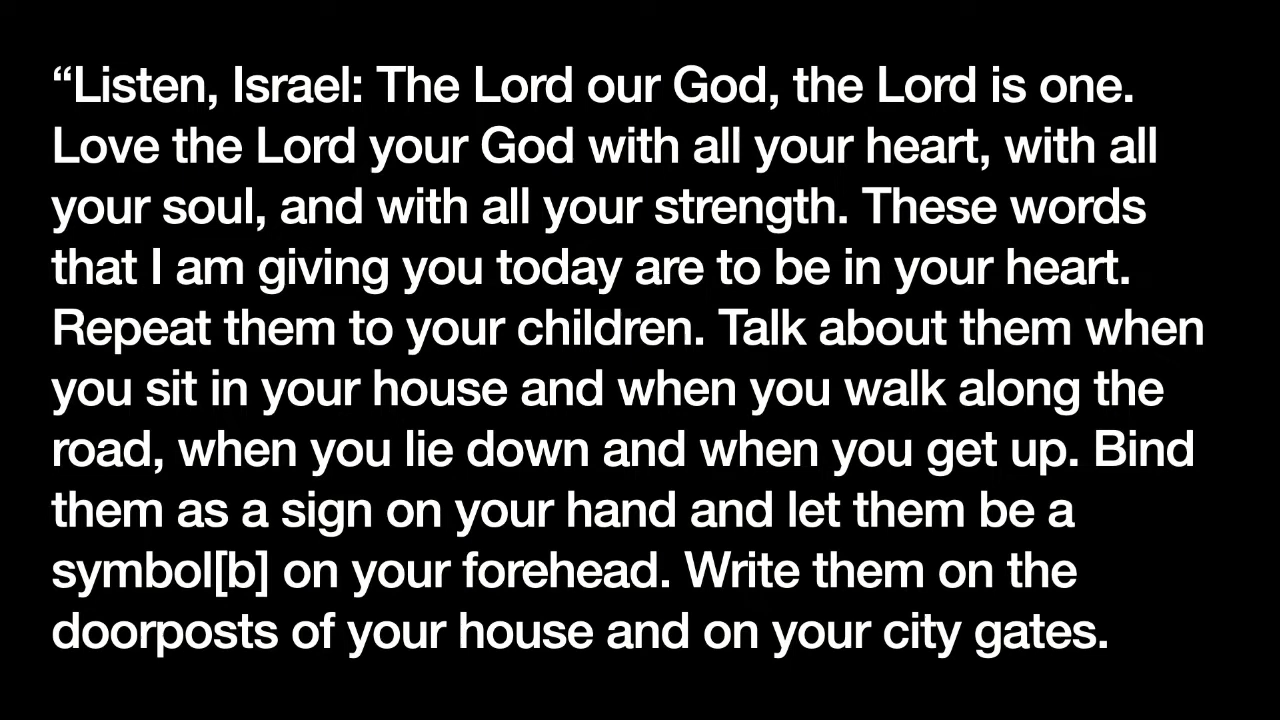 “Listen, Israel: The Lord our God, the Lord is one.
Love the Lord your God with all your heart, with all
your soul, and with all your strength. These words
that I am giving you today are to be in your heart.
Repeat them to your children. Talk about them when
you sit in your house and when you walk along the
road, when you lie down and when you get up. Bind
them as a sign on your hand and let them be a
symbol[b] on your forehead. Write them on the
doorposts of your house and on your city gates.